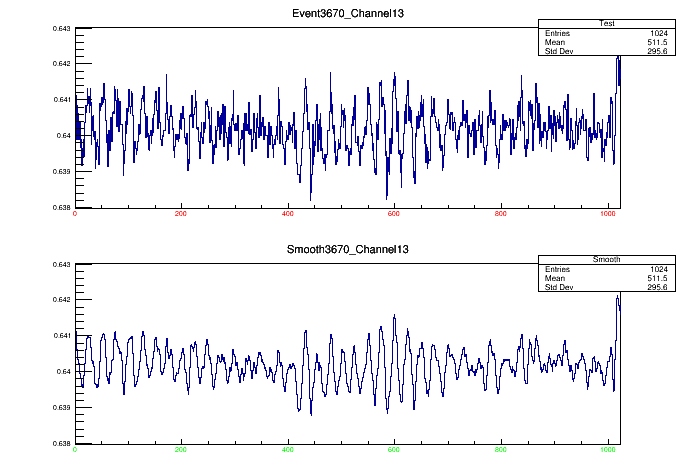 Event3670_Channel13
Test
Entries 1024
Mean 511.5
Std Dev 295.6
0.643
0.642
0.641
0.64
0.639
0.638
0 200 400 600 800 1000
Smooth3670_Channel13
Smooth
Entries 1024
Mean 511.5
Std Dev 295.6
0.643
0.642
0.641
0.64
0.639
0.638
0 200 400 600 800 1000